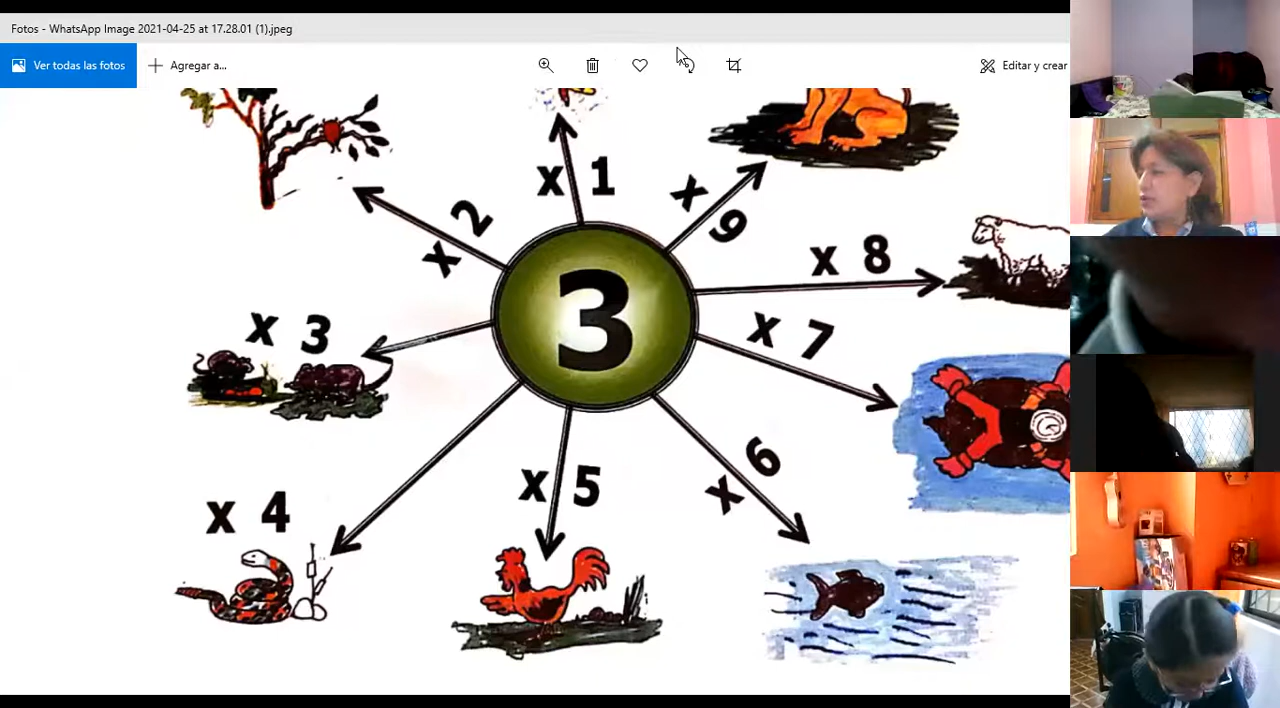 Fotos - WhatsApp Image 2021-04-25 at 17.28.01 (1).jpeg
Ver todas las fotos
Agregar a...
Editar y crear
x 1
x 2
x 9
x 8
x 3
3
x 7
x 4
x 5
x 6